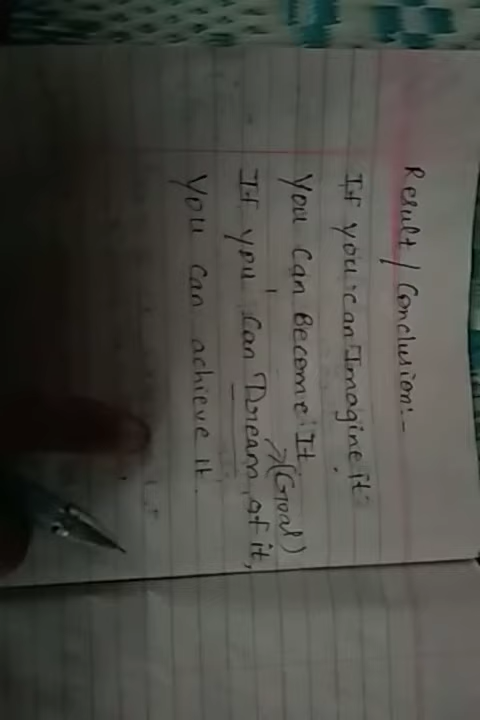 Result / Conclusion:-
If you can Imagine it
You Can Become It
→(Goal)
If you can Dream of it,
You can achieve it.